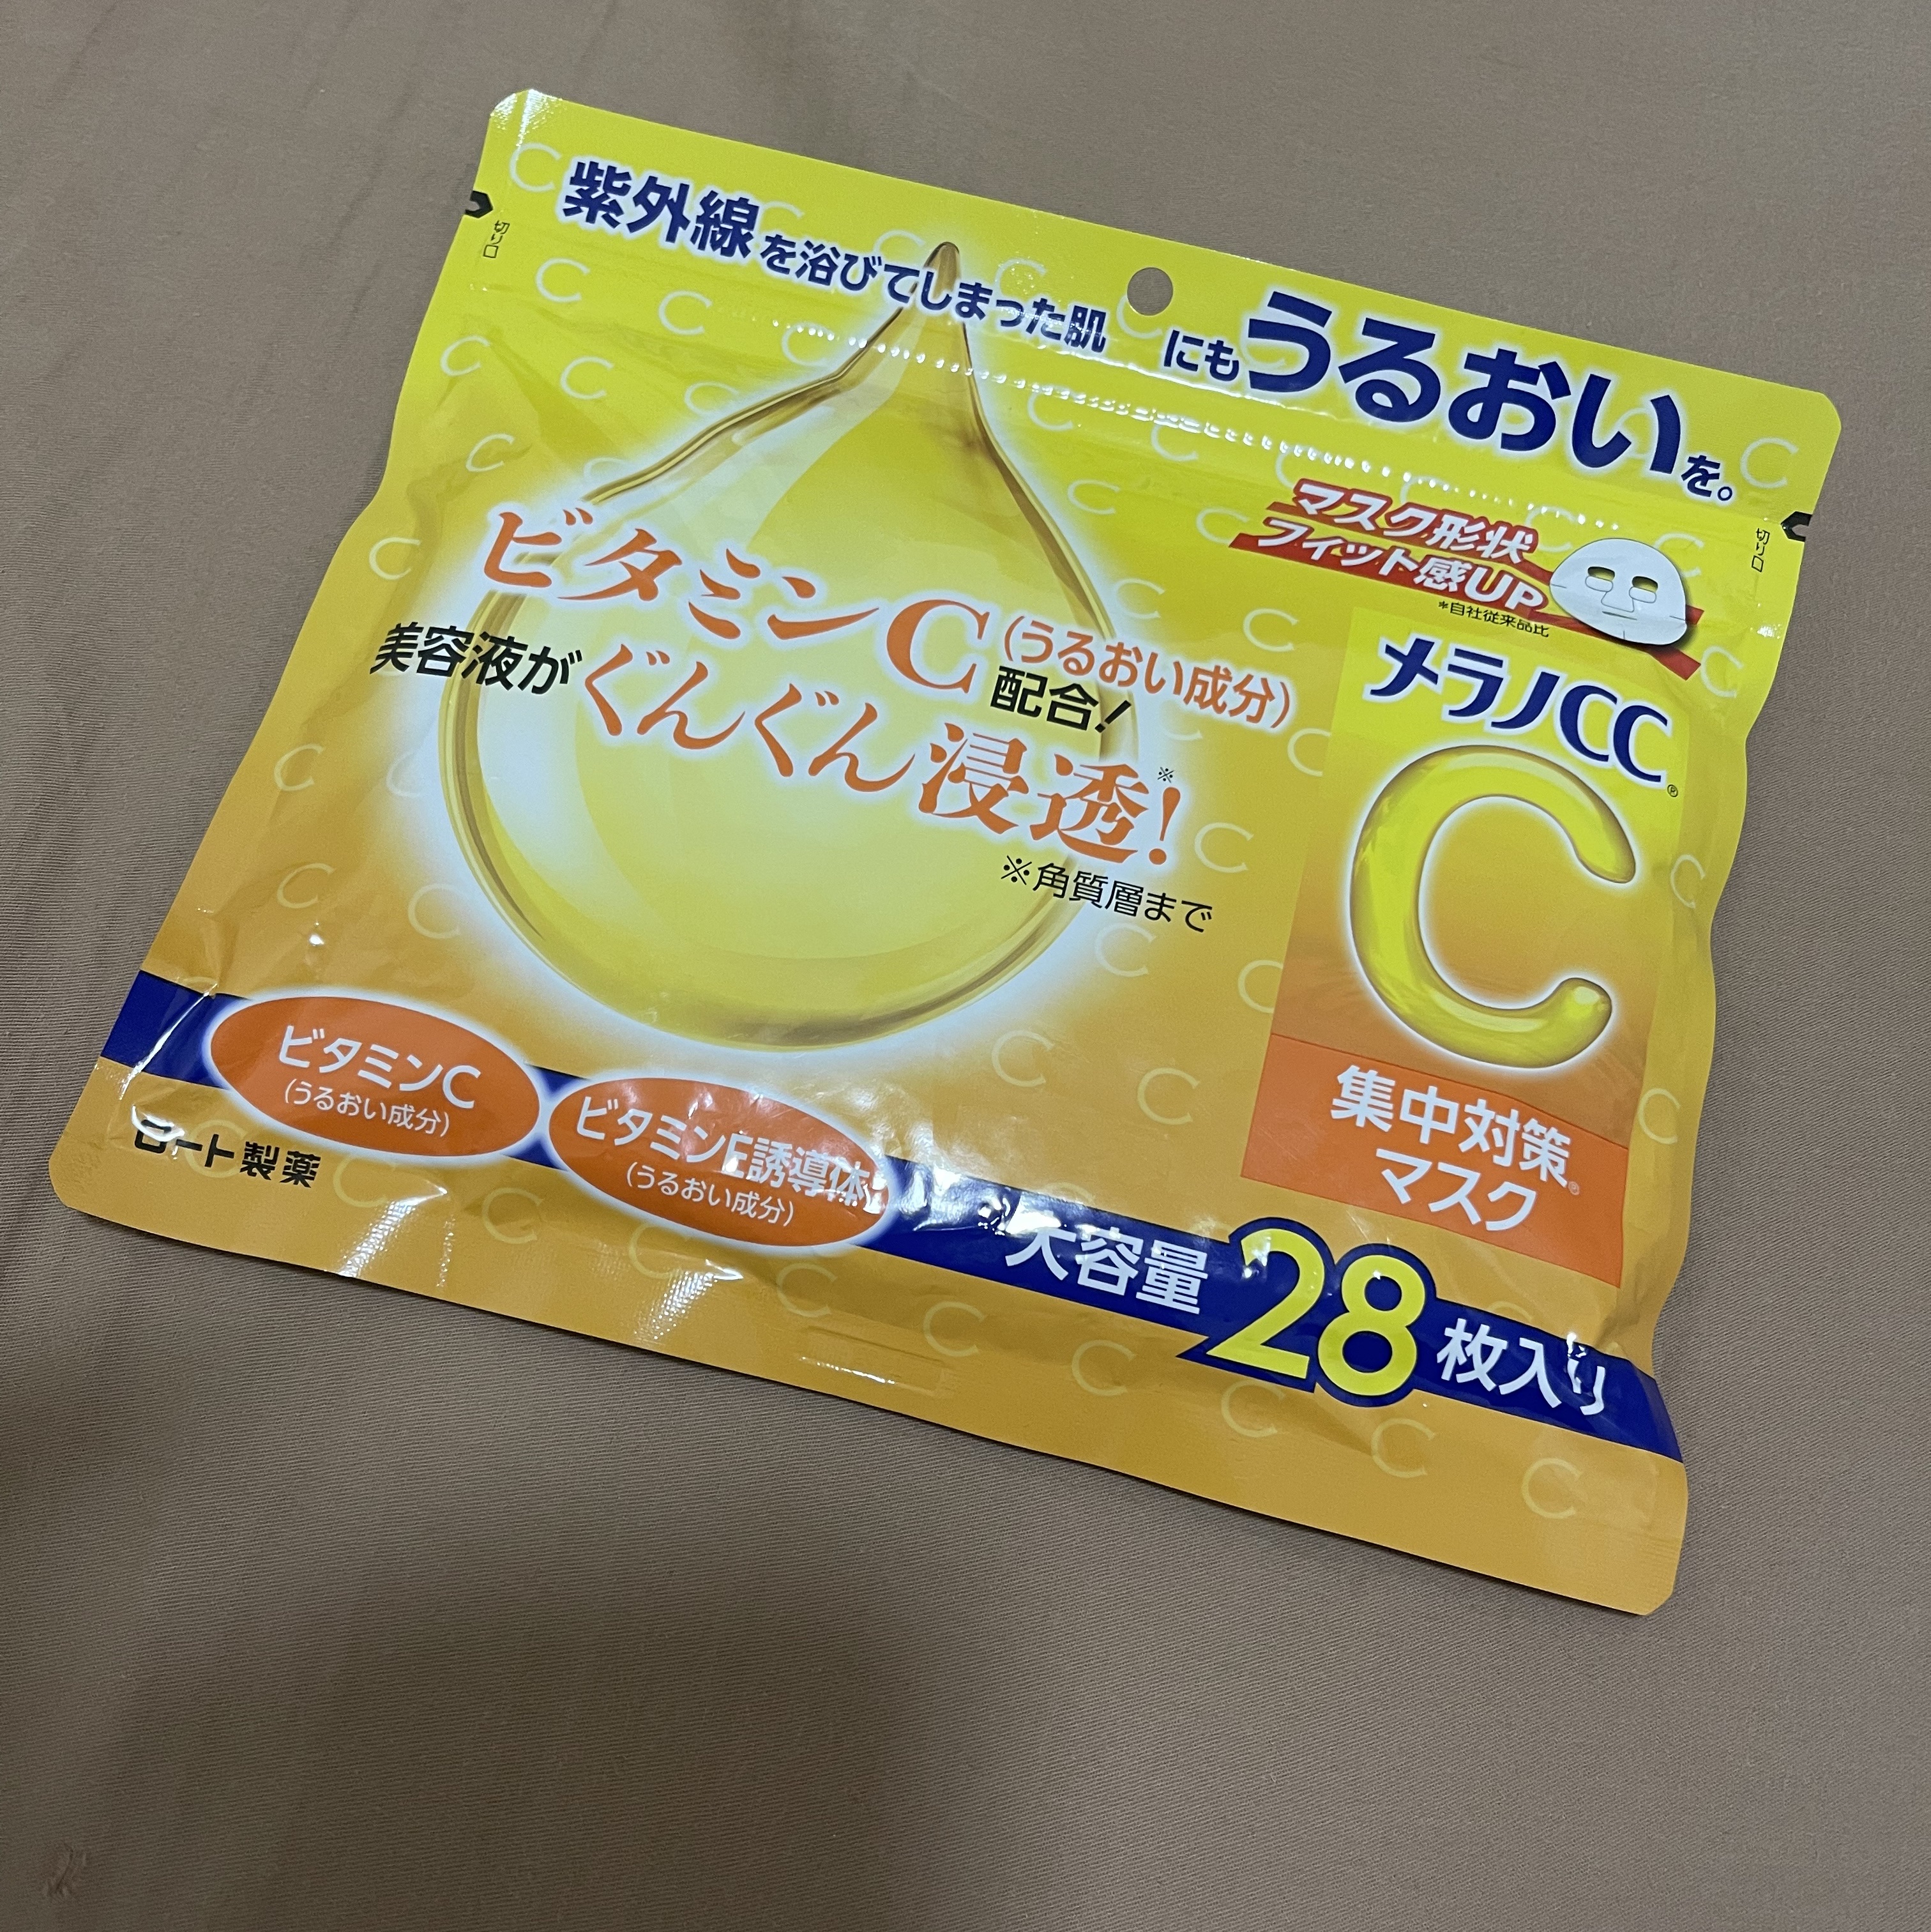 紫外線を浴びてしまった肌にもうるおいを。
切り口
切り口
マスク形状
フィット感UP
*自社従来品比
ビタミンC(うるおい成分)配合!
美容液がぐんぐん浸透※!
※角質層まで
メラノCC®
C
集中対策®
マスク
ビタミンC
(うるおい成分)
ビタミンE誘導体
(うるおい成分)
ロート製薬
大容量28枚入り